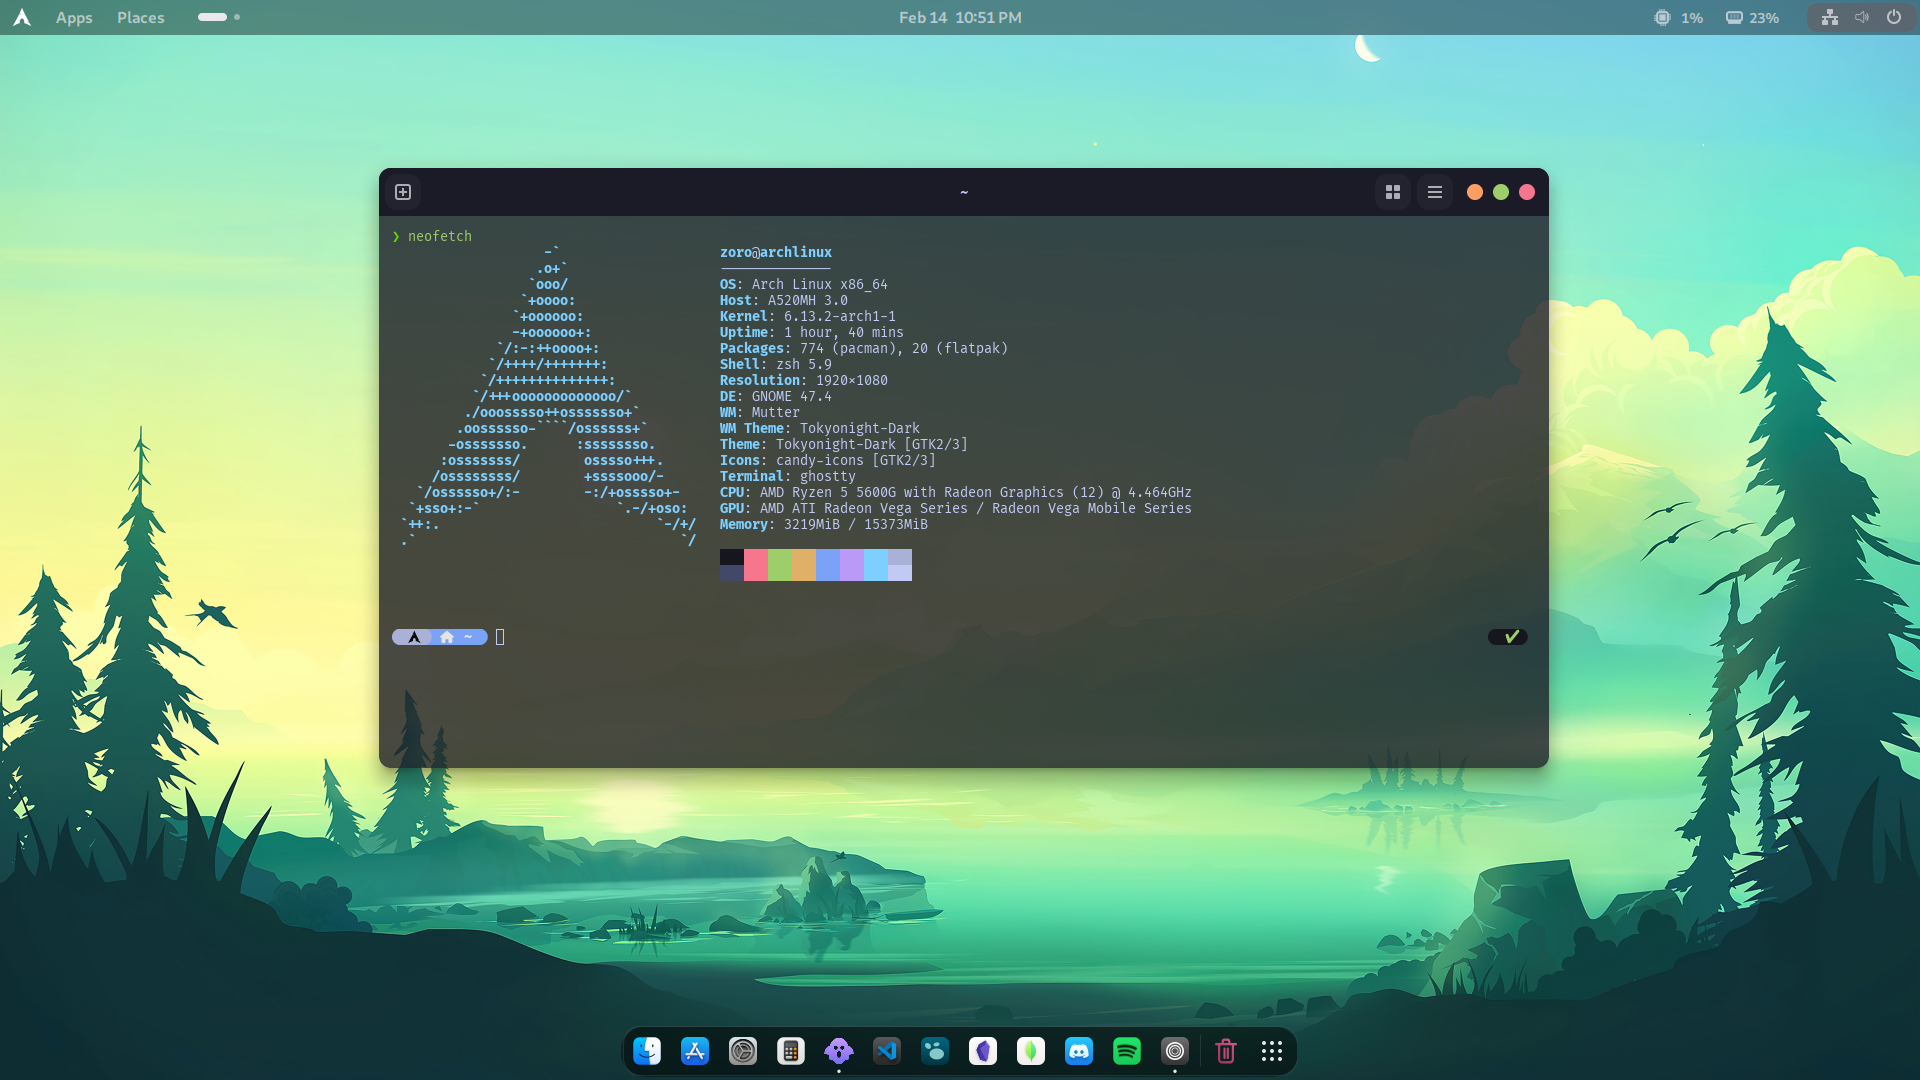 Apps Places Feb 14 10:51 PM 1% 23%
~
❯ neofetch
zoro@archlinux
---------------
OS: Arch Linux x86_64
Host: A520MH 3.0
Kernel: 6.13.2-arch1-1
Uptime: 1 hour, 40 mins
Packages: 774 (pacman), 20 (flatpak)
Shell: zsh 5.9
Resolution: 1920×1080
DE: GNOME 47.4
WM: Mutter
WM Theme: Tokyonight-Dark
Theme: Tokyonight-Dark [GTK2/3]
Icons: candy-icons [GTK2/3]
Terminal: ghostty
CPU: AMD Ryzen 5 5600G with Radeon Graphics (12) @ 4.464GHz
GPU: AMD ATI Radeon Vega Series / Radeon Vega Mobile Series
Memory: 3219MiB / 15373MiB
~